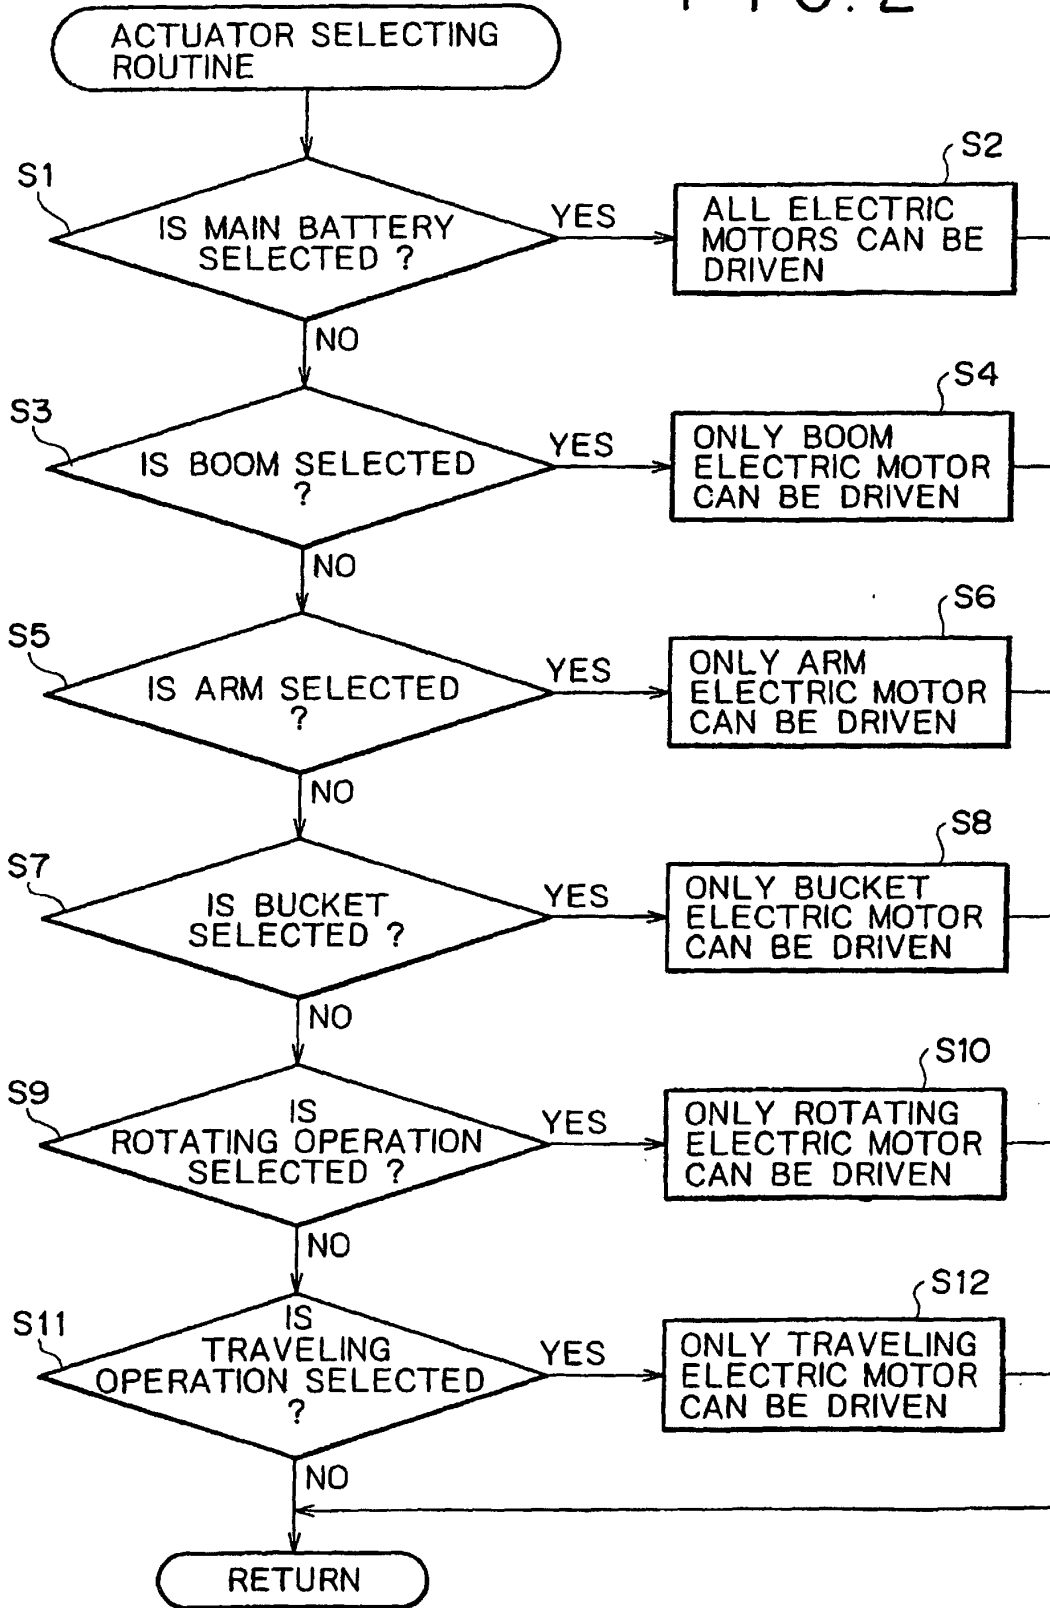 FIG. 2
ACTUATOR SELECTING
ROUTINE
S1
IS MAIN BATTERY
SELECTED ?
YES
S2
ALL ELECTRIC
MOTORS CAN BE
DRIVEN
NO
S3
IS BOOM SELECTED
?
YES
S4
ONLY BOOM
ELECTRIC MOTOR
CAN BE DRIVEN
NO
S5
IS ARM SELECTED
?
YES
S6
ONLY ARM
ELECTRIC MOTOR
CAN BE DRIVEN
NO
S7
IS BUCKET
SELECTED ?
YES
S8
ONLY BUCKET
ELECTRIC MOTOR
CAN BE DRIVEN
NO
S9
IS
ROTATING OPERATION
SELECTED ?
YES
S10
ONLY ROTATING
ELECTRIC MOTOR
CAN BE DRIVEN
NO
S11
IS
TRAVELING
OPERATION SELECTED
?
YES
S12
ONLY TRAVELING
ELECTRIC MOTOR
CAN BE DRIVEN
NO
RETURN